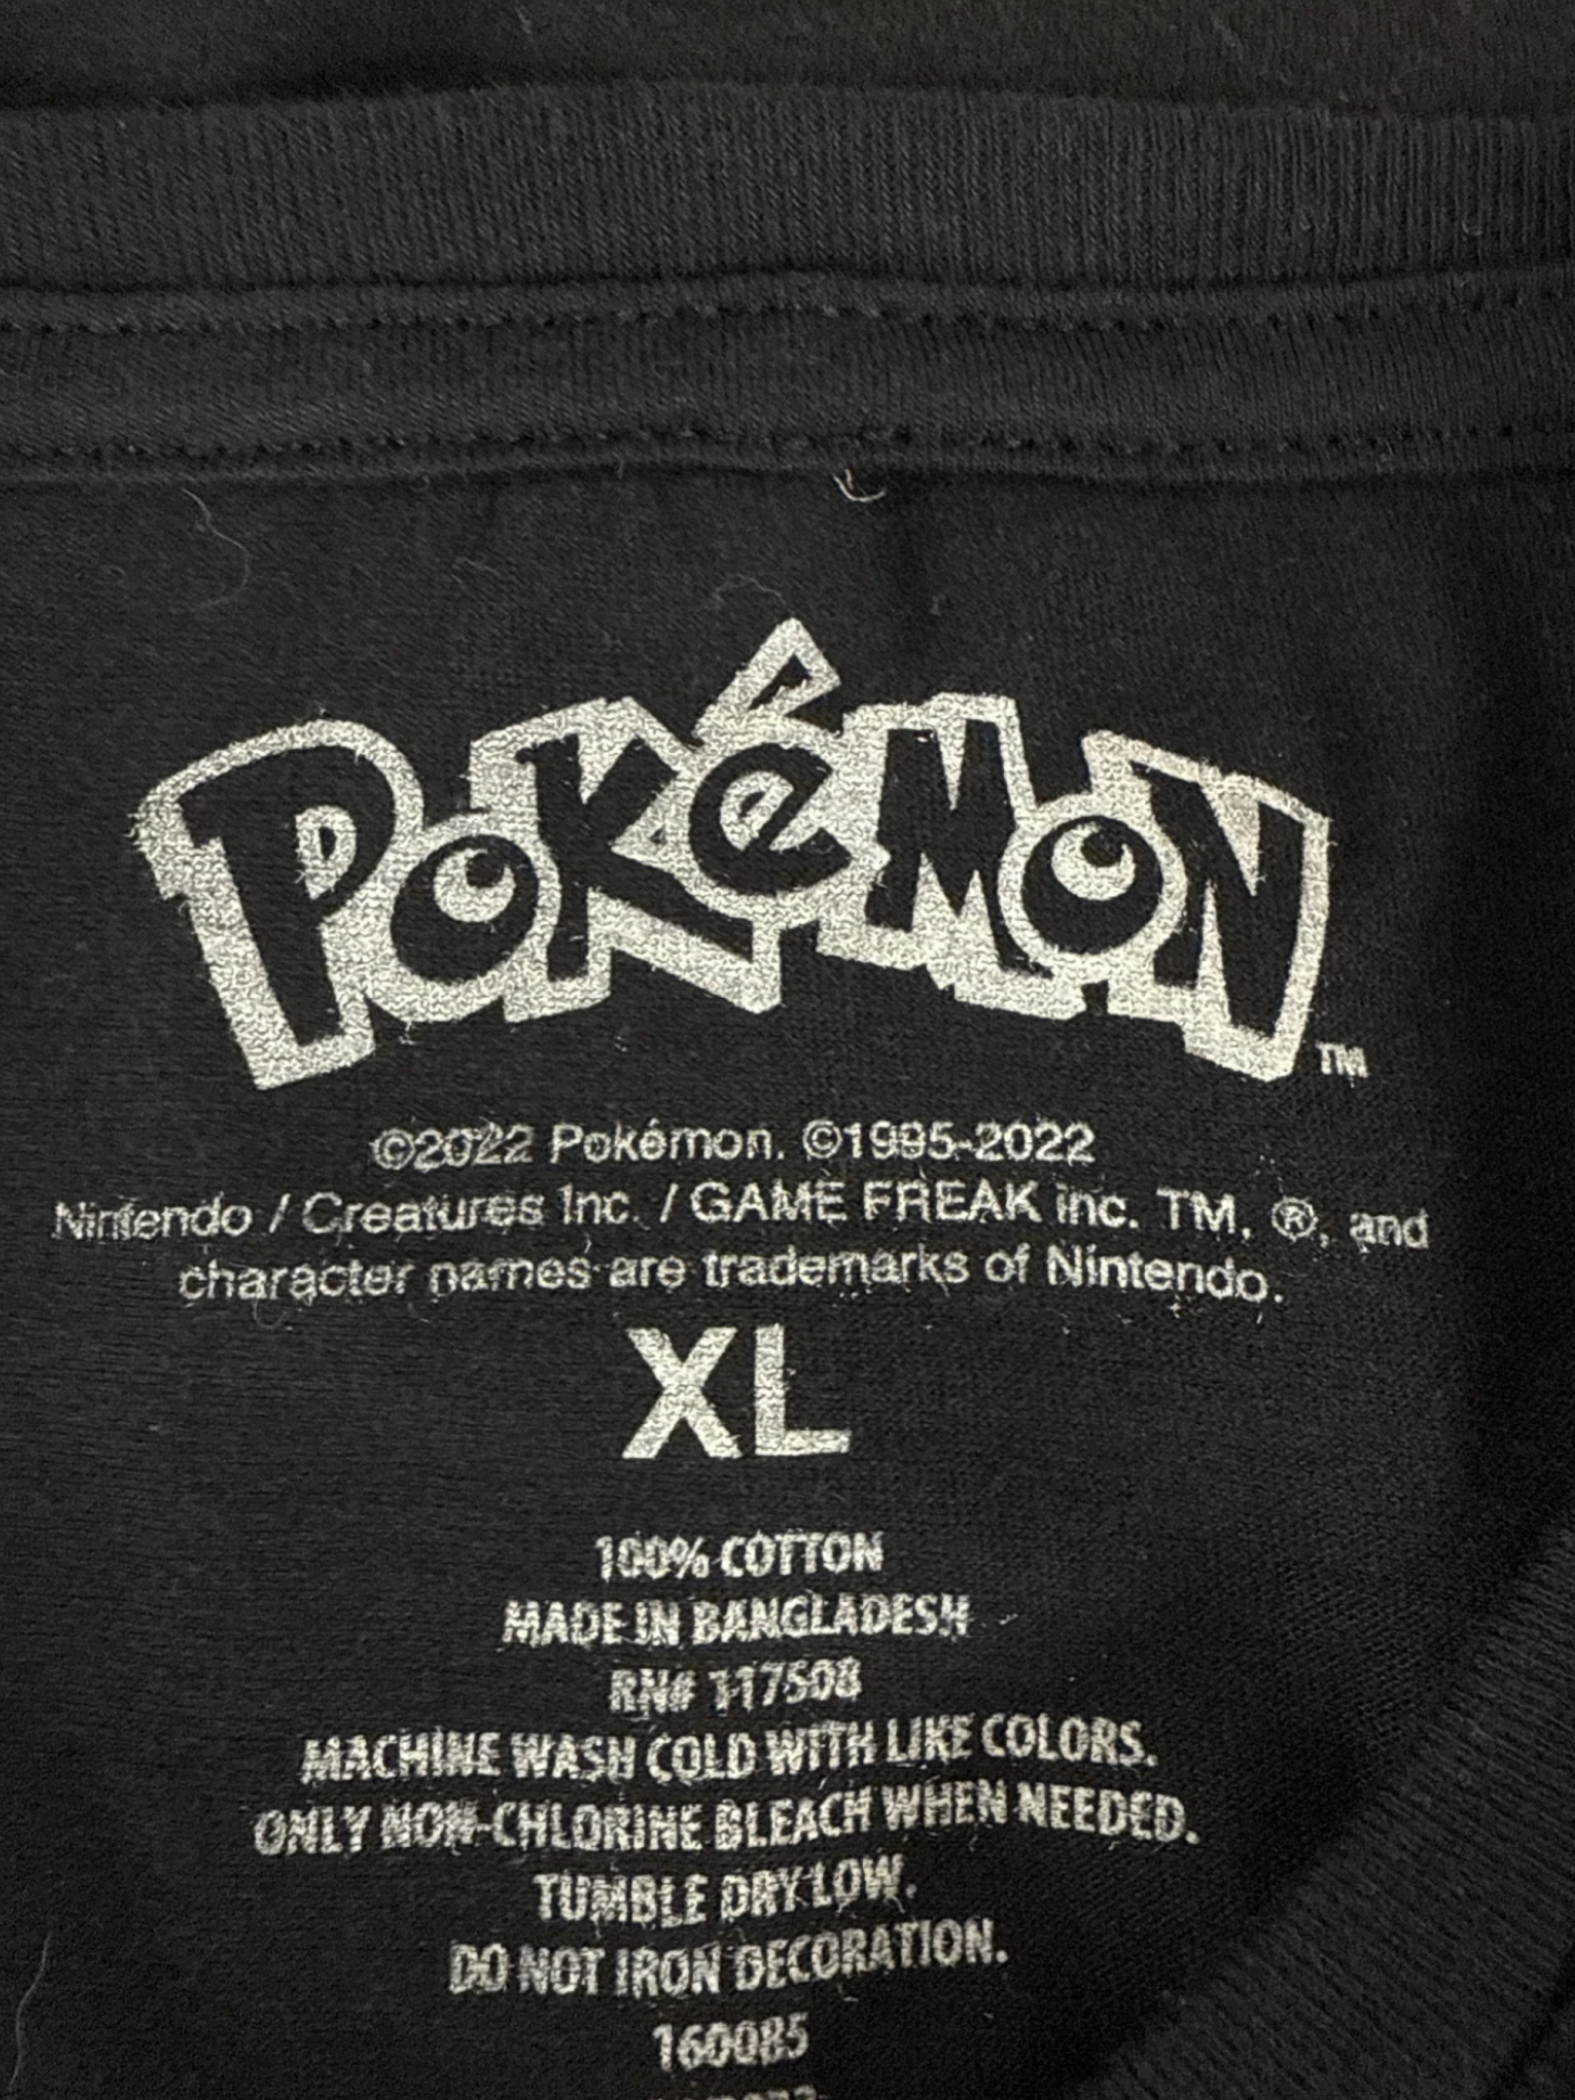 Pokémon™
©2022 Pokémon. ©1995-2022
Nintendo / Creatures Inc. / GAME FREAK inc. TM, ®, and
character names are trademarks of Nintendo.
XL
100% COTTON
MADE IN BANGLADESH
RN# 117508
MACHINE WASH COLD WITH LIKE COLORS.
ONLY NON-CHLORINE BLEACH WHEN NEEDED.
TUMBLE DRY LOW.
DO NOT IRON DECORATION.
160085